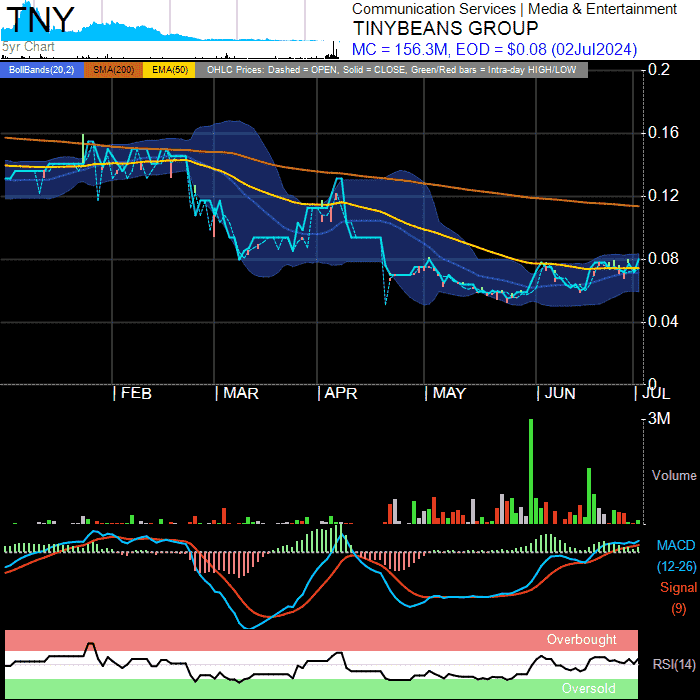 TNY
Communication Services | Media & Entertainment
TINYBEANS GROUP
5yr Chart
MC = 156.3M, EOD = $0.08 (02Jul2024)
BollBands(20,2) SMA(200) EMA(50) OHLC Prices: Dashed = OPEN, Solid = CLOSE, Green/Red bars = Intra-day HIGH/LOW
0.2
0.16
0.12
0.08
0.04
0
FEB MAR APR MAY JUN JUL
3M
Volume
MACD
(12-26)
Signal
(9)
Overbought
RSI(14)
Oversold